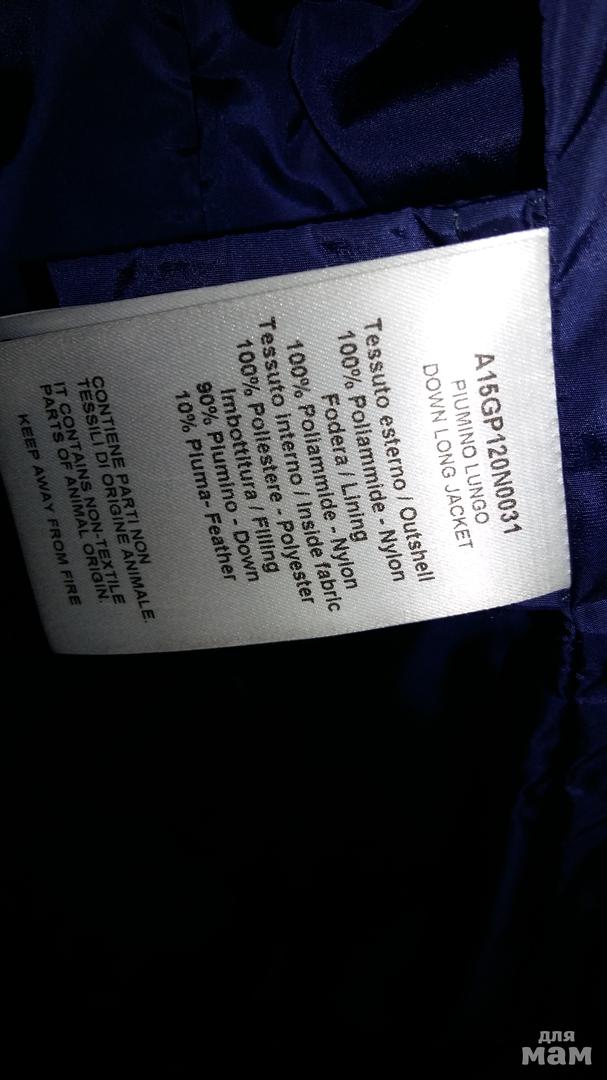 A15GP120N0031
PIUMINO LUNGO
DOWN LONG JACKET
Tessuto esterno / Outshell
100% Poliammide - Nylon
Fodera / Lining
100% Poliammide - Nylon
Tessuto interno / Inside fabric
100% Poliestere - Polyester
Imbottitura / Filling
90% Piumino - Down
10% Piuma- Feather
CONTIENE PARTI NON
TESSILI DI ORIGINE ANIMALE.
IT CONTAINS NON-TEXTILE
PARTS OF ANIMAL ORIGIN.
KEEP AWAY FROM FIRE
для
мам